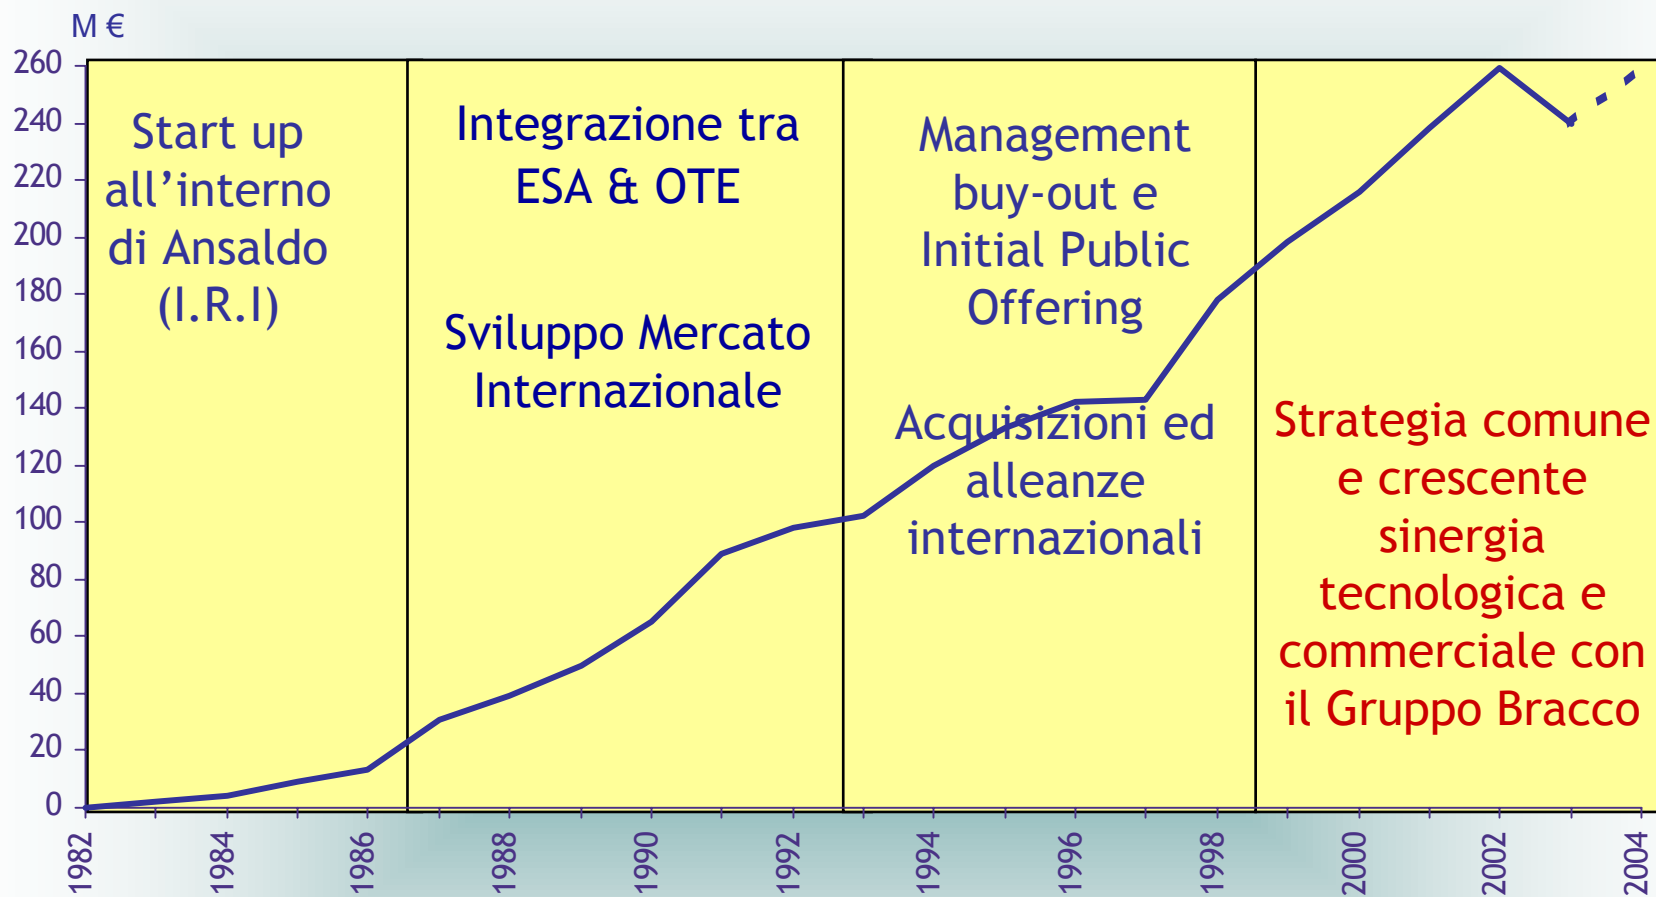 M €
260
240
220
200
180
160
140
120
100
80
60
40
20
0
Start up
all’interno
di Ansaldo
(I.R.I)
Integrazione tra
ESA & OTE
Sviluppo Mercato
Internazionale
Management
buy-out e
Initial Public
Offering
Acquisizioni ed
alleanze
internazionali
Strategia comune
e crescente
sinergia
tecnologica e
commerciale con
il Gruppo Bracco
1982
1984
1986
1988
1990
1992
1994
1996
1998
2000
2002
2004